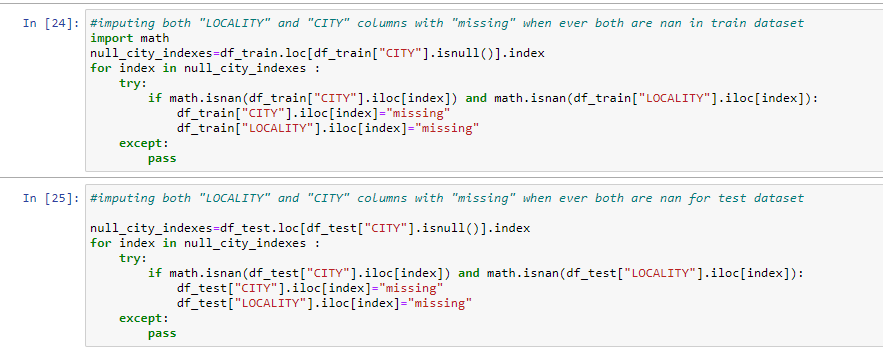 In [24]: #imputing both "LOCALITY" and "CITY" columns with "missing" when ever both are nan in train dataset
import math
null_city_indexes=df_train.loc[df_train["CITY"].isnull()].index
for index in null_city_indexes :
    try:
        if math.isnan(df_train["CITY"].iloc[index]) and math.isnan(df_train["LOCALITY"].iloc[index]):
            df_train["CITY"].iloc[index]="missing"
            df_train["LOCALITY"].iloc[index]="missing"
    except:
        pass
In [25]: #imputing both "LOCALITY" and "CITY" columns with "missing" when ever both are nan for test dataset
null_city_indexes=df_test.loc[df_test["CITY"].isnull()].index
for index in null_city_indexes :
    try:
        if math.isnan(df_test["CITY"].iloc[index]) and math.isnan(df_test["LOCALITY"].iloc[index]):
            df_test["CITY"].iloc[index]="missing"
            df_test["LOCALITY"].iloc[index]="missing"
    except:
        pass